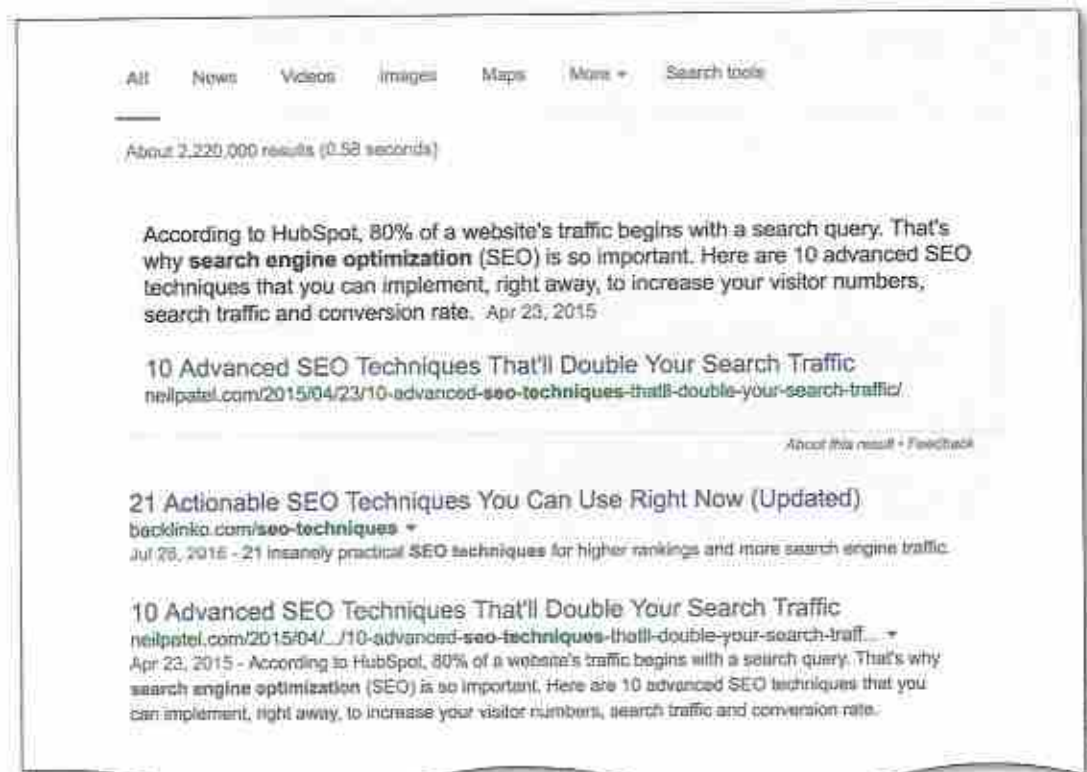 All News Videos Images Maps More Search tools
About 2,220,000 results (0.58 seconds)
According to HubSpot, 80% of a website's traffic begins with a search query. That's
why search engine optimization (SEO) is so important. Here are 10 advanced SEO
techniques that you can implement, right away, to increase your visitor numbers,
search traffic and conversion rate. Apr 23, 2015
10 Advanced SEO Techniques That'll Double Your Search Traffic
neilpatel.com/2015/04/23/10-advanced-seo-techniques-thatll-double-your-search-traffic/
About this result • Feedback
21 Actionable SEO Techniques You Can Use Right Now (Updated)
backlinko.com/seo-techniques
Jul 26, 2016 - 21 insanely practical SEO techniques for higher rankings and more search engine traffic.
10 Advanced SEO Techniques That'll Double Your Search Traffic
neilpatel.com/2015/04/.../10-advanced-seo-techniques-thatll-double-your-search-traff...
Apr 23, 2015 - According to HubSpot, 80% of a website's traffic begins with a search query. That's why
search engine optimization (SEO) is so important. Here are 10 advanced SEO techniques that you
can implement, right away, to increase your visitor numbers, search traffic and conversion rate.